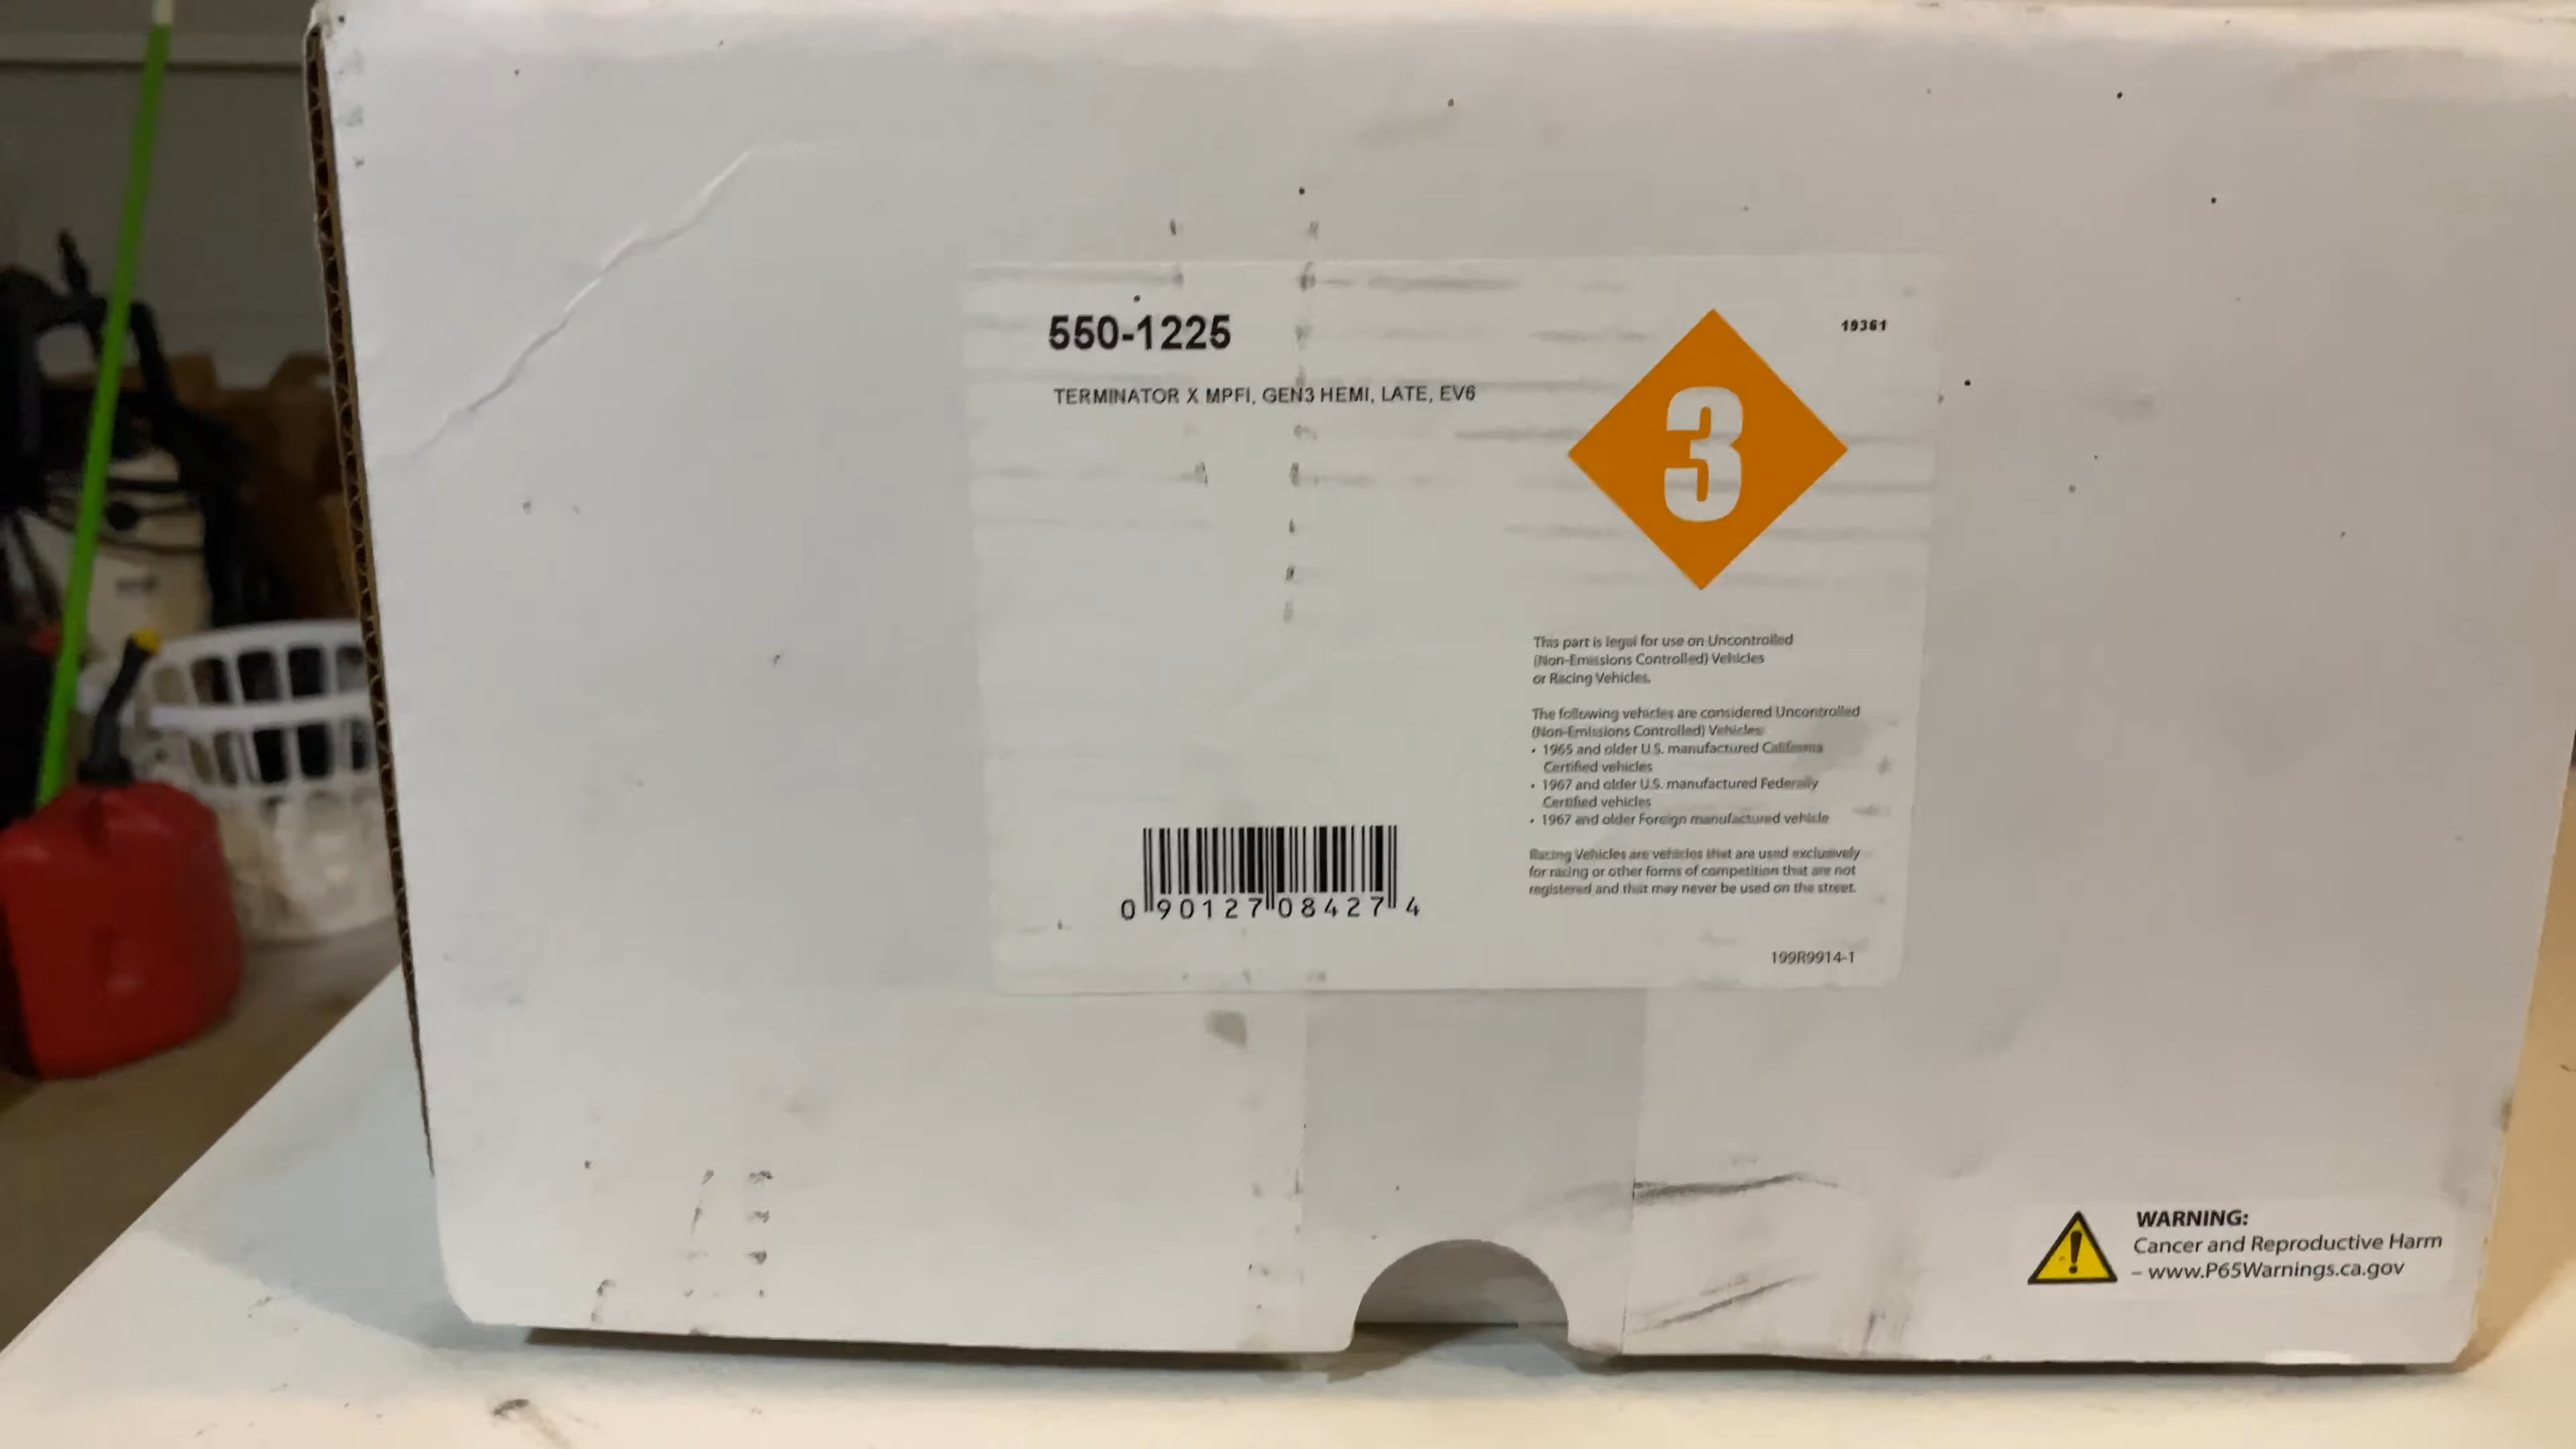 550-1225
19361
TERMINATOR X MPFI, GEN3 HEMI, LATE, EV6
3
This part is legal for use on Uncontrolled
(Non-Emissions Controlled) Vehicles
or Racing Vehicles.
The following vehicles are considered Uncontrolled
(Non-Emissions Controlled) Vehicles:
• 1965 and older U.S. manufactured California
Certified vehicles
• 1967 and older U.S. manufactured Federally
Certified vehicles
• 1967 and older Foreign manufactured vehicle
Racing Vehicles are vehicles that are used exclusively
for racing or other forms of competition that are not
registered and that may never be used on the street.
0 90127 08427 4
199R9914-1
WARNING:
Cancer and Reproductive Harm
– www.P65Warnings.ca.gov